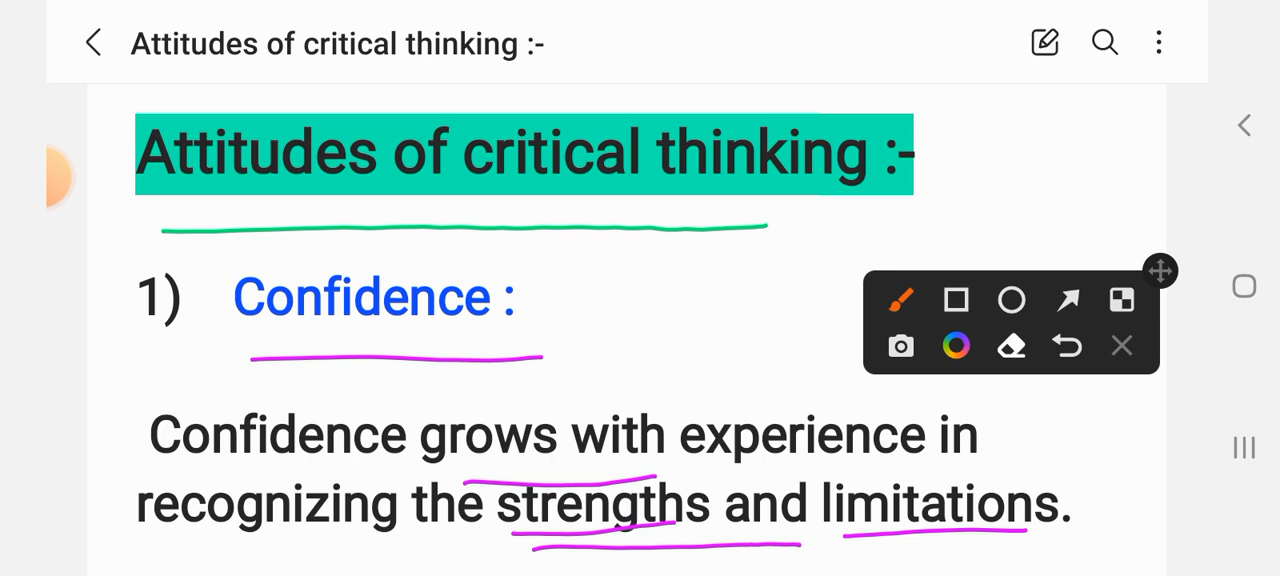 Attitudes of critical thinking :-
Attitudes of critical thinking :-
1) Confidence :
Confidence grows with experience in
recognizing the strengths and limitations.